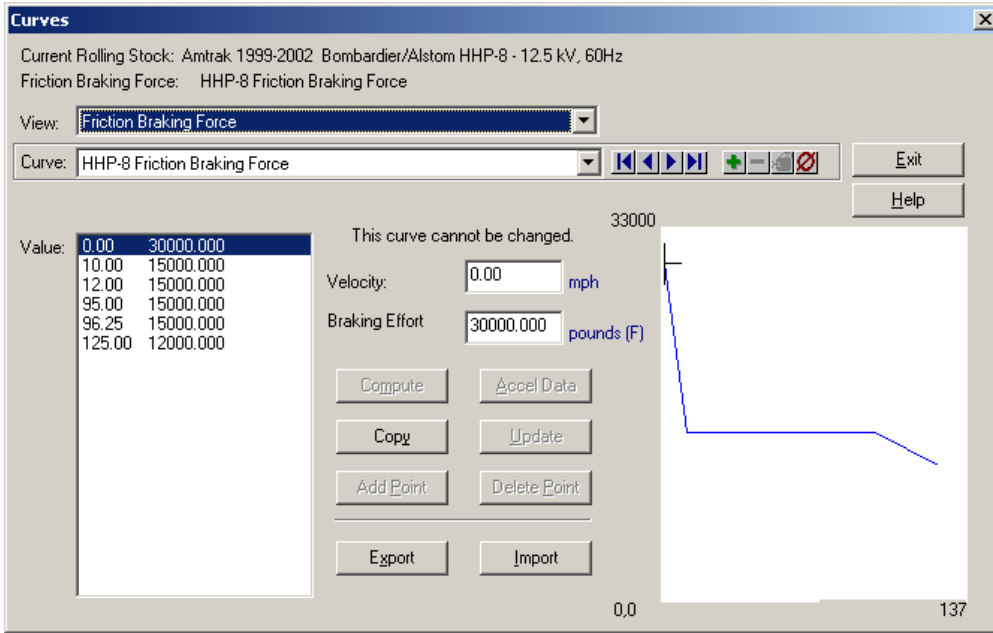 Curves
Current Rolling Stock: Amtrak 1999-2002 Bombardier/Alstom HHP-8 - 12.5 kV, 60Hz
Friction Braking Force: HHP-8 Friction Braking Force
View: Friction Braking Force
Curve: HHP-8 Friction Braking Force
Exit
Help
33000
Value:
0.00 30000.000
10.00 15000.000
12.00 15000.000
95.00 15000.000
96.25 15000.000
125.00 12000.000
This curve cannot be changed.
Velocity: 0.00 mph
Braking Effort 30000.000 pounds (F)
Compute Accel Data
Copy Update
Add Point Delete Point
Export Import
0,0 137